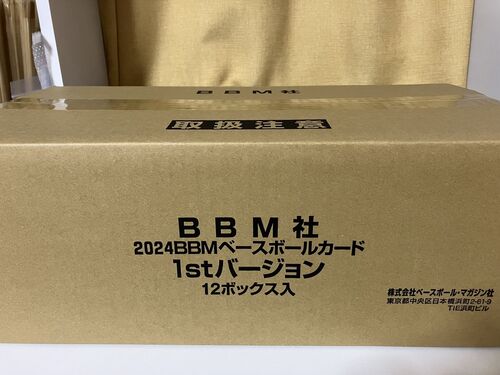 BBM社
取扱注意
BBM社
2024BBMベースボールカード
1stバージョン
12ボックス入
株式会社ベースボール・マガジン社
東京都中央区日本橋浜町2-61-9
TIE浜町ビル